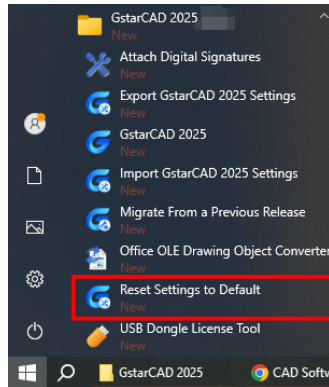 GstarCAD 2025
New
Attach Digital Signatures
New
Export GstarCAD 2025 Settings
New
GstarCAD 2025
New
Import GstarCAD 2025 Settings
New
Migrate From a Previous Release
New
Office OLE Drawing Object Converter
New
Reset Settings to Default
New
USB Dongle License Tool
New
GstarCAD 2025
CAD Softw